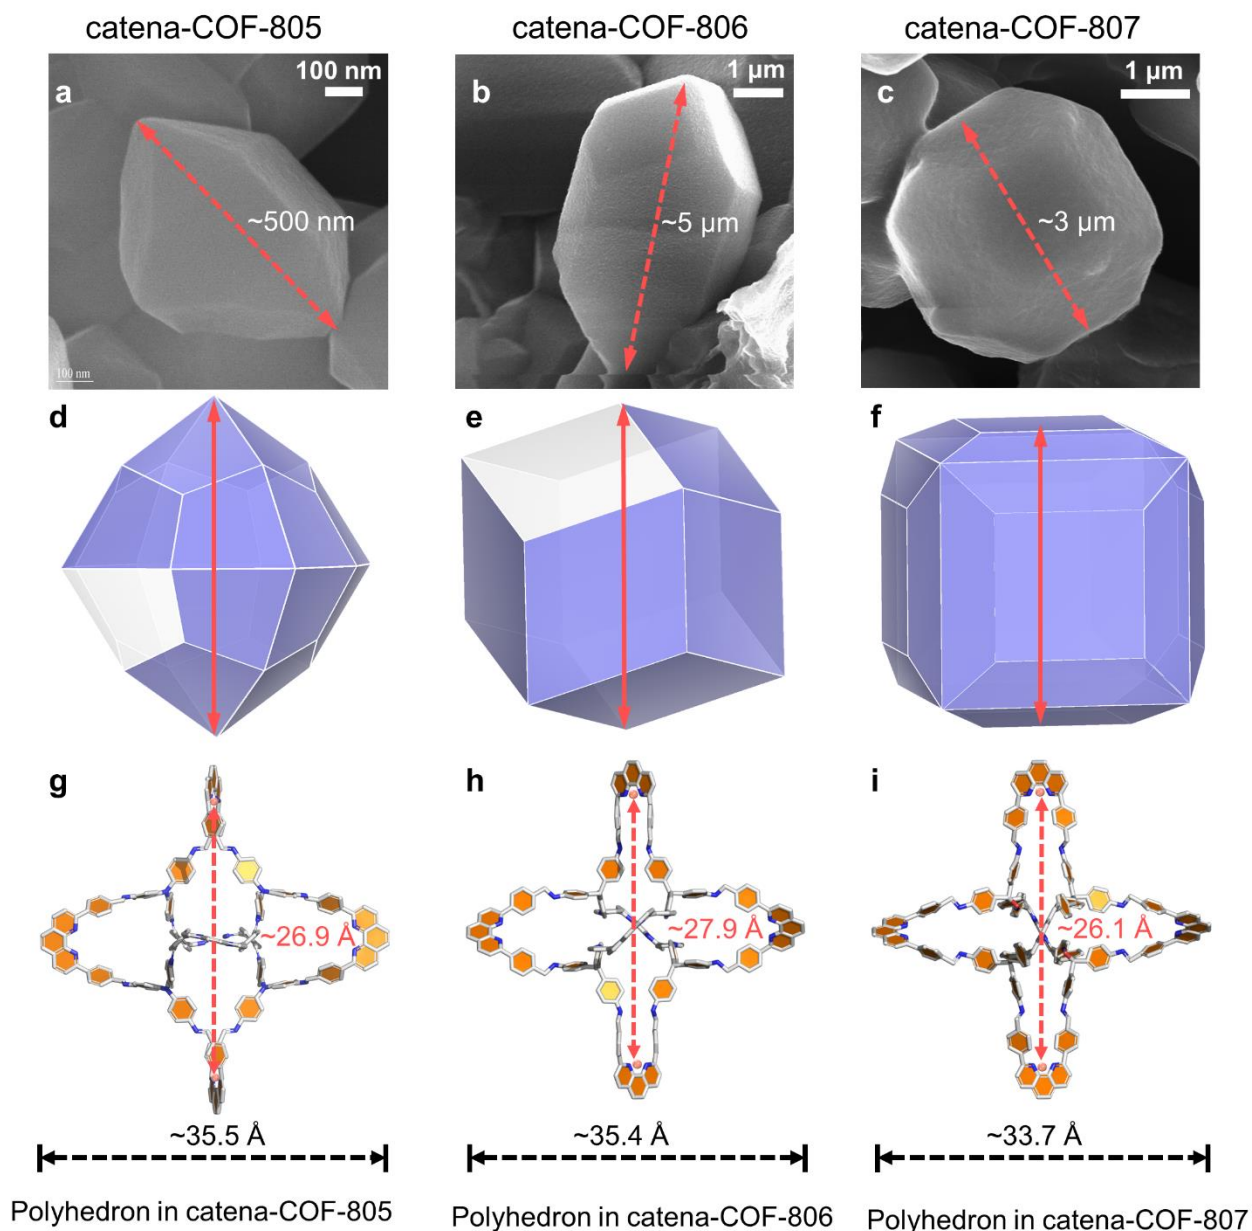 catena-COF-805
catena-COF-806
catena-COF-807
a
100 nm
b
1 µm
c
1 µm
~500 nm
~5 µm
~3 µm
100 nm
d
e
f
g
h
i
~26.9 Å
~27.9 Å
~26.1 Å
~35.5 Å
~35.4 Å
~33.7 Å
Polyhedron in catena-COF-805
Polyhedron in catena-COF-806
Polyhedron in catena-COF-807